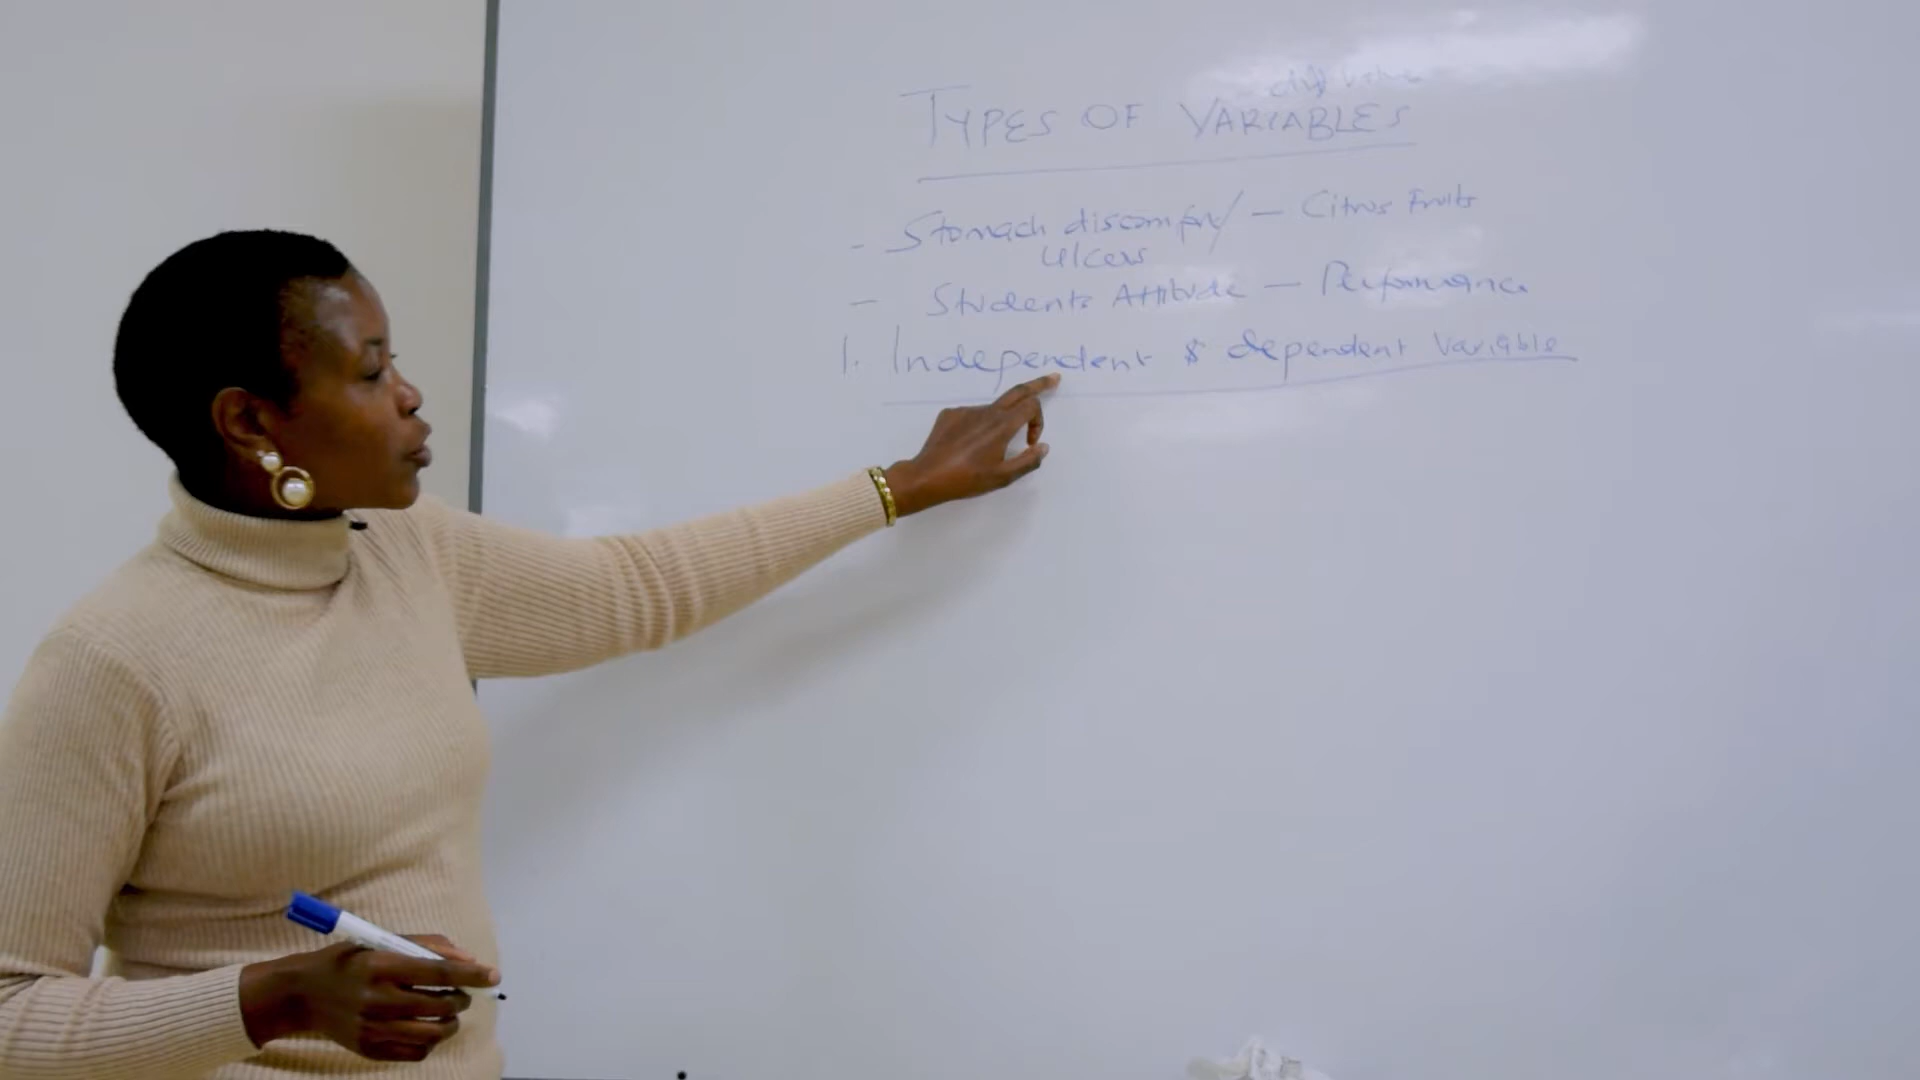 TYPES OF VARIABLES
- Stomach discomfort/ – Citrus Fruits
Ulcers
- Students Attitude – Performance
1. Independent & dependent Variable